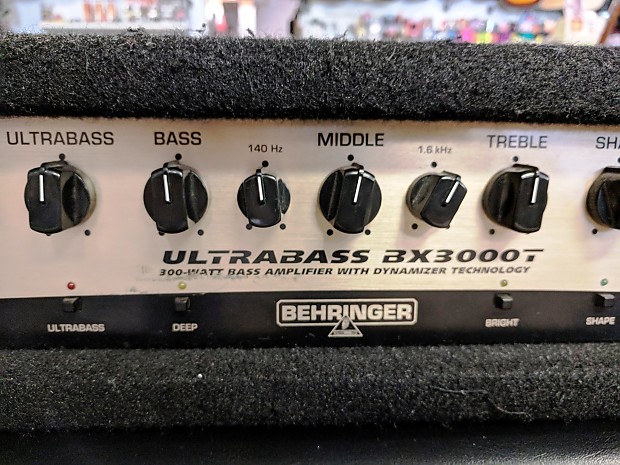 ULTRABASS BASS 140 Hz MIDDLE 1.6 kHz TREBLE SHA
ULTRABASS BX3000T
300-WATT BASS AMPLIFIER WITH DYNAMIZER TECHNOLOGY
BEHRINGER
ULTRABASS DEEP BRIGHT SHAPE